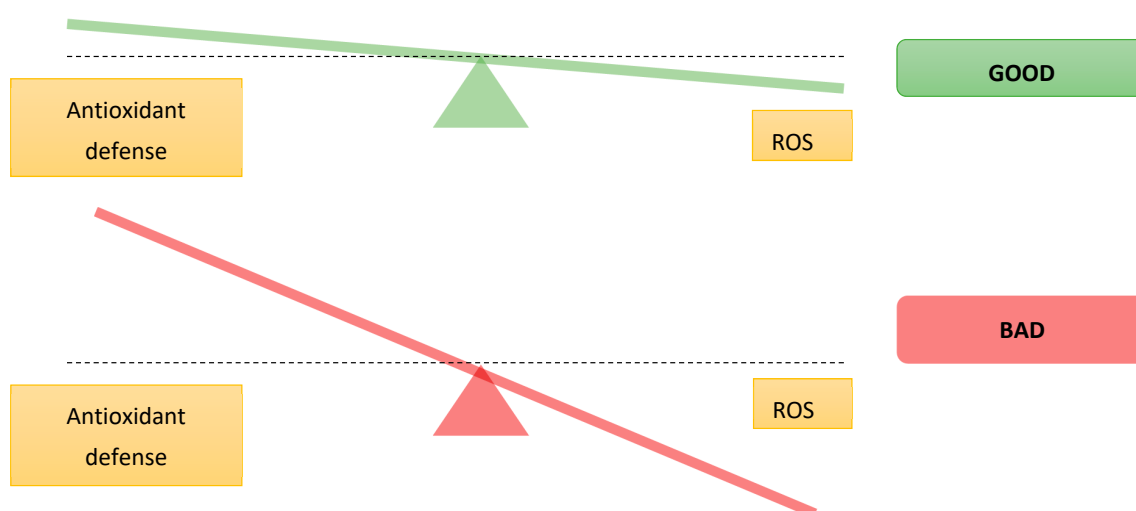 GOOD
Antioxidant
defense
ROS
BAD
Antioxidant
defense
ROS